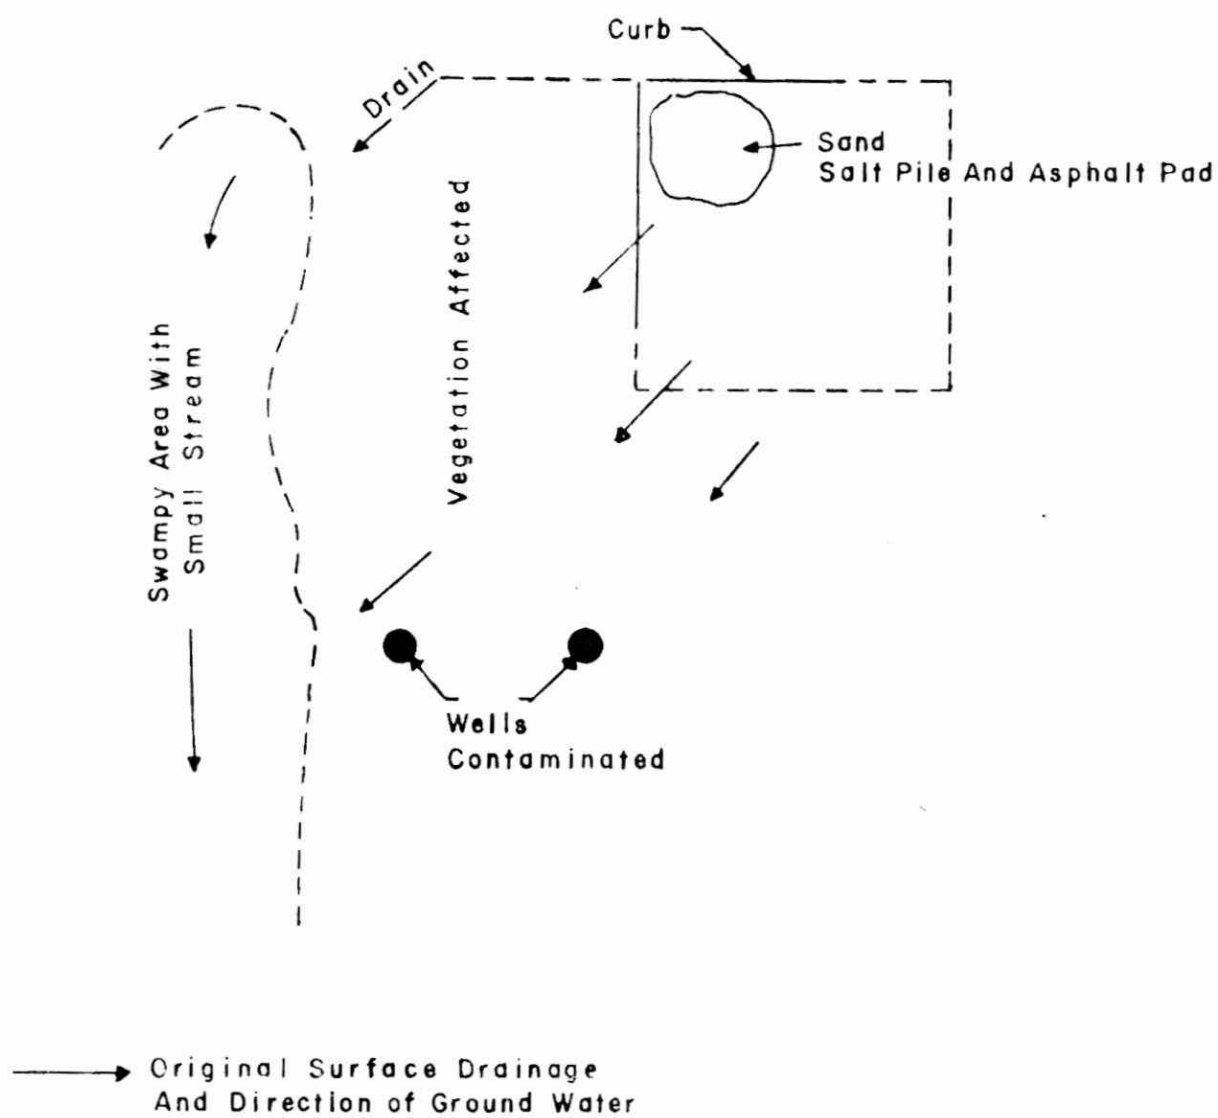 Curb
Drain
Sand
Salt Pile And Asphalt Pad
Vegetation Affected
Swampy Area With
Small Stream
Wells
Contaminated
Original Surface Drainage
And Direction of Ground Water